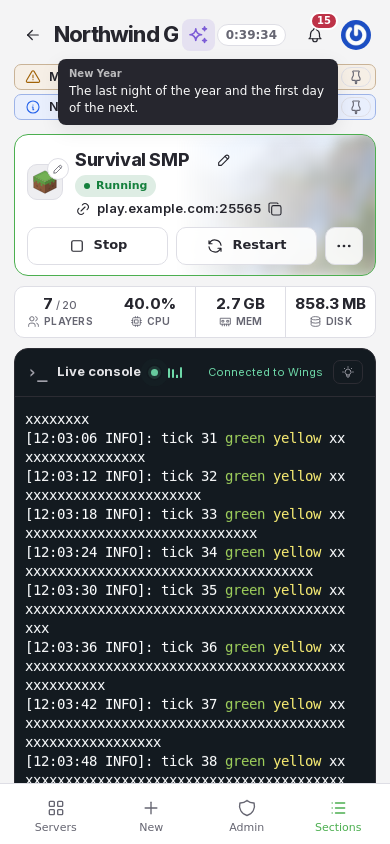 Northwind G
0:39:34
15
M
N
New Year
The last night of the year and the first day
of the next.
Survival SMP
Running
play.example.com:25565
Stop
Restart
7 / 20
PLAYERS
40.0%
CPU
2.7 GB
MEM
858.3 MB
DISK
Live console
Connected to Wings
xxxxxxxx
[12:03:06 INFO]: tick 31 green yellow xx
xxxxxxxxxxxxxxx
[12:03:12 INFO]: tick 32 green yellow xx
xxxxxxxxxxxxxxxxxxxxxx
[12:03:18 INFO]: tick 33 green yellow xx
xxxxxxxxxxxxxxxxxxxxxxxxxxxxx
[12:03:24 INFO]: tick 34 green yellow xx
xxxxxxxxxxxxxxxxxxxxxxxxxxxxxxxxxxxx
[12:03:30 INFO]: tick 35 green yellow xx
xxxxxxxxxxxxxxxxxxxxxxxxxxxxxxxxxxxxxxxx
xxx
[12:03:36 INFO]: tick 36 green yellow xx
xxxxxxxxxxxxxxxxxxxxxxxxxxxxxxxxxxxxxxxx
xxxxxxxxxx
[12:03:42 INFO]: tick 37 green yellow xx
xxxxxxxxxxxxxxxxxxxxxxxxxxxxxxxxxxxxxxxx
xxxxxxxxxxxxxxxxx
[12:03:48 INFO]: tick 38 green yellow xx
xxxxxxxxxxxxxxxxxxxxxxxxxxxxxxxxxxxxxxxx
Servers
New
Admin
Sections